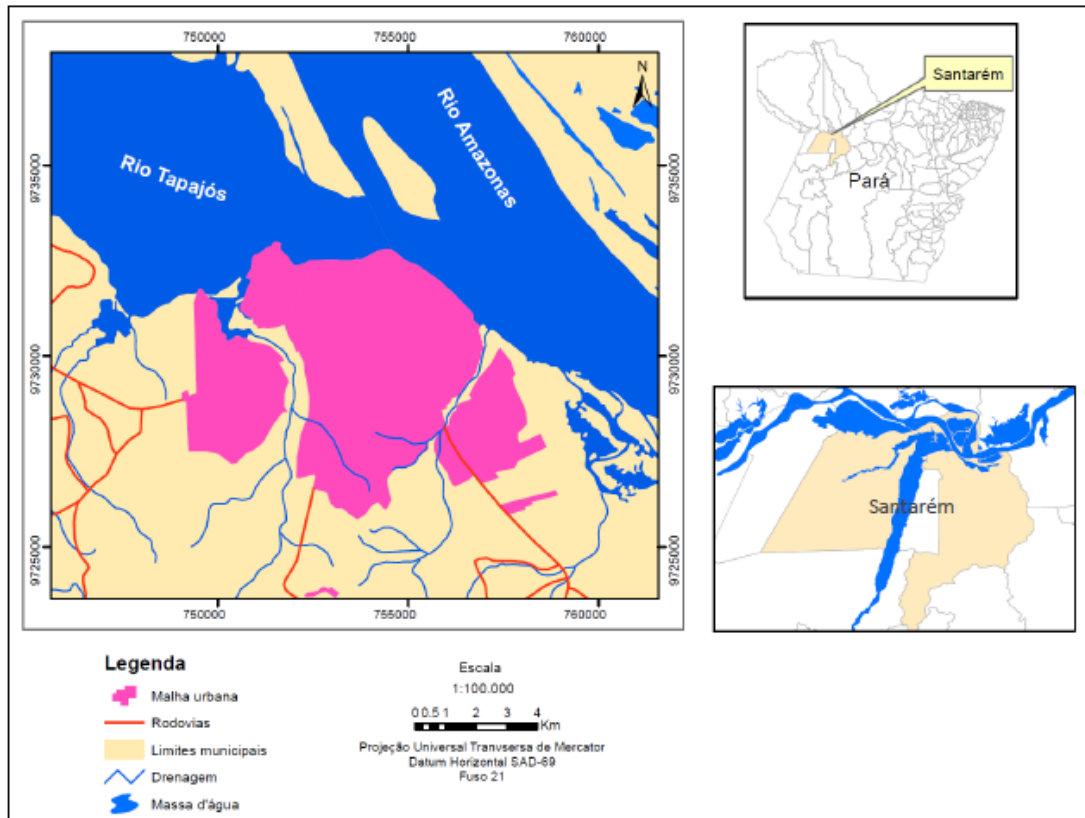 750000
755000
760000
N
Rio Tapajós
Rio Amazonas
9735000
9735000
9730000
9730000
9725000
9725000
750000
755000
760000
Santarém
Pará
Santarém
Legenda
Malha urbana
Rodovias
Limites municipais
Drenagem
Massa d'água
Escala
1:100.000
0 0.5 1 2 3 4
Km
Projeção Universal Tranvsersa de Mercator
Datum Horizontal SAD-69
Fuso 21